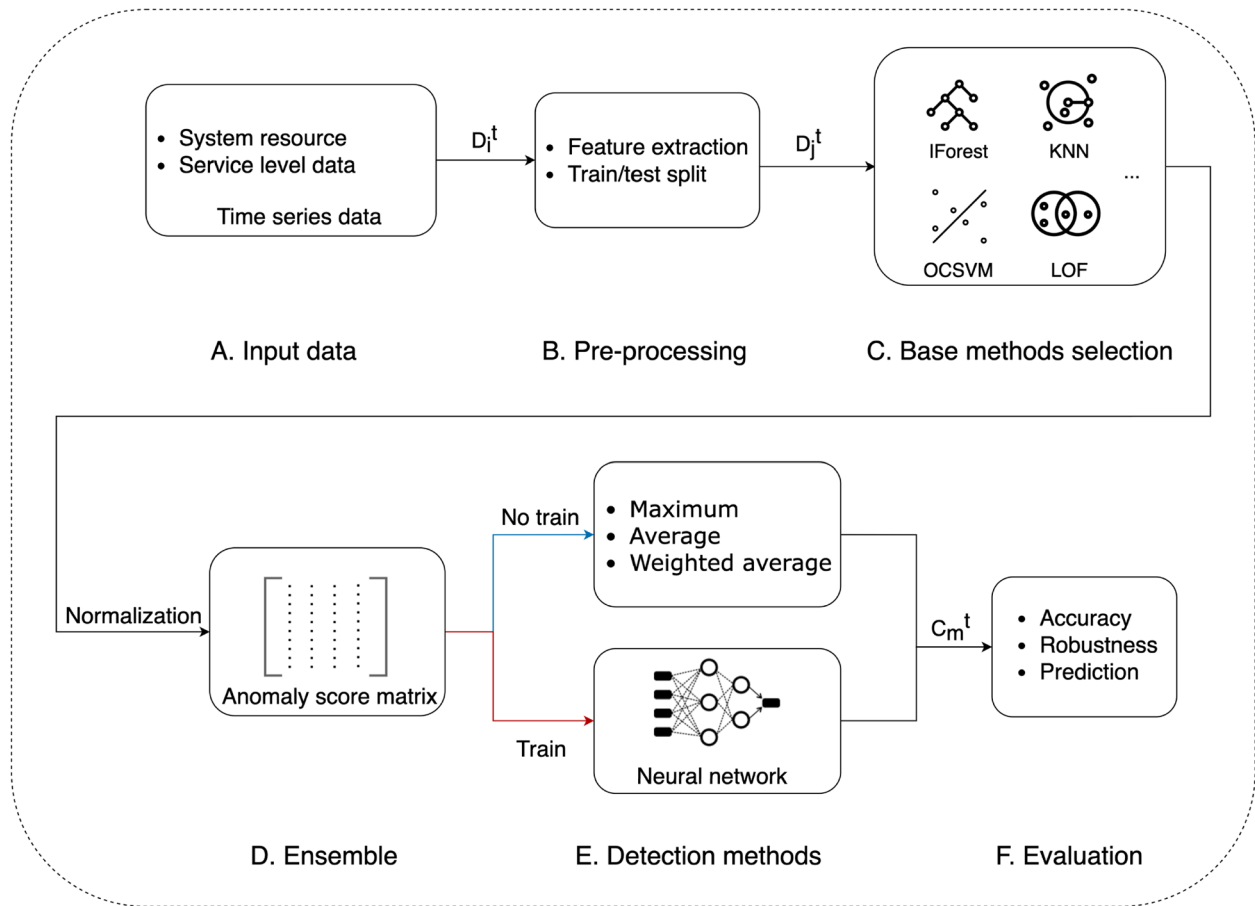 • System resource
• Service level data
Time series data
D_i^t
• Feature extraction
• Train/test split
D_j^t
IForest
KNN
...
OCSVM
LOF
A. Input data
B. Pre-processing
C. Base methods selection
Normalization
Anomaly score matrix
No train
Train
• Maximum
• Average
• Weighted average
Neural network
C_m^t
• Accuracy
• Robustness
• Prediction
D. Ensemble
E. Detection methods
F. Evaluation